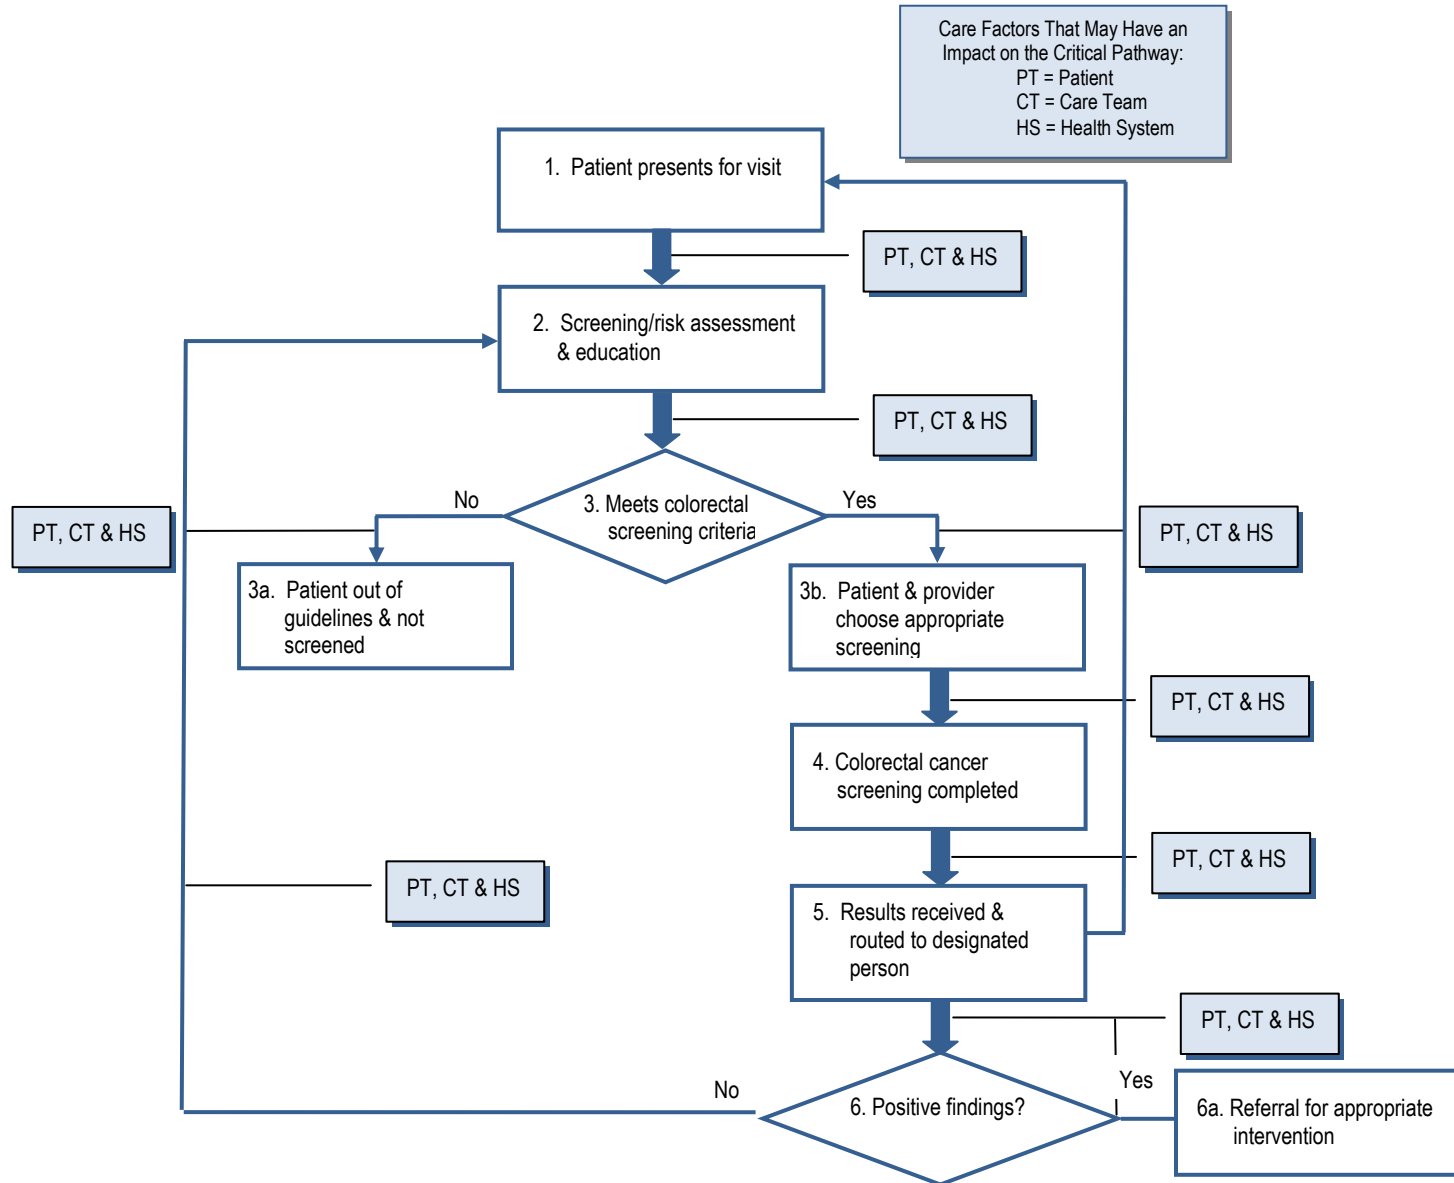 Care Factors That May Have an
Impact on the Critical Pathway:
PT = Patient
CT = Care Team
HS = Health System
1. Patient presents for visit
PT, CT & HS
2. Screening/risk assessment
& education
PT, CT & HS
No
3. Meets colorectal
screening criteria
Yes
PT, CT & HS
PT, CT & HS
3a. Patient out of
guidelines & not
screened
3b. Patient & provider
choose appropriate
screening
PT, CT & HS
4. Colorectal cancer
screening completed
PT, CT & HS
PT, CT & HS
5. Results received &
routed to designated
person
PT, CT & HS
No
6. Positive findings?
Yes
6a. Referral for appropriate
intervention